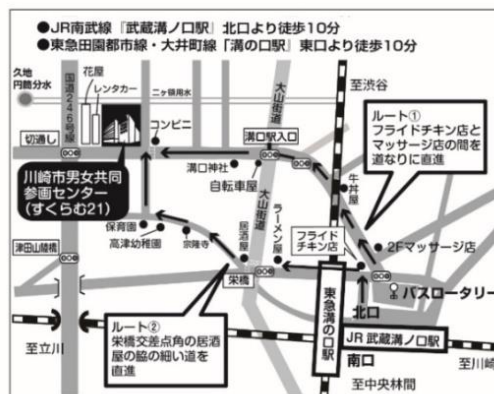 ●JR南武線『武蔵溝ノ口駅』北口より徒歩10分
●東急田園都市線・大井町線「溝の口駅」東口より徒歩10分
久地
円筒分水
国道246号線
花屋
レンタカー
二ヶ領用水
大山街道
至渋谷
ルート①
フライドチキン店と
マッサージ店の間を
道なりに直進
切通し
コンビニ
溝口駅入口
溝口神社
自転車屋
牛丼屋
川崎市男女共同
参画センター
(すくらむ21)
大山街道
ラーメン屋
保育園
高津幼稚園
宗隆寺
居酒屋
フライド
チキン店
2Fマッサージ店
津田山陸橋
栄橋
バスロータリー
北口
東急溝の口駅
ルート②
栄橋交差点角の居酒
屋の脇の細い道を
直進
JR 武蔵溝ノ口駅
南口
至立川
至川崎
至中央林間